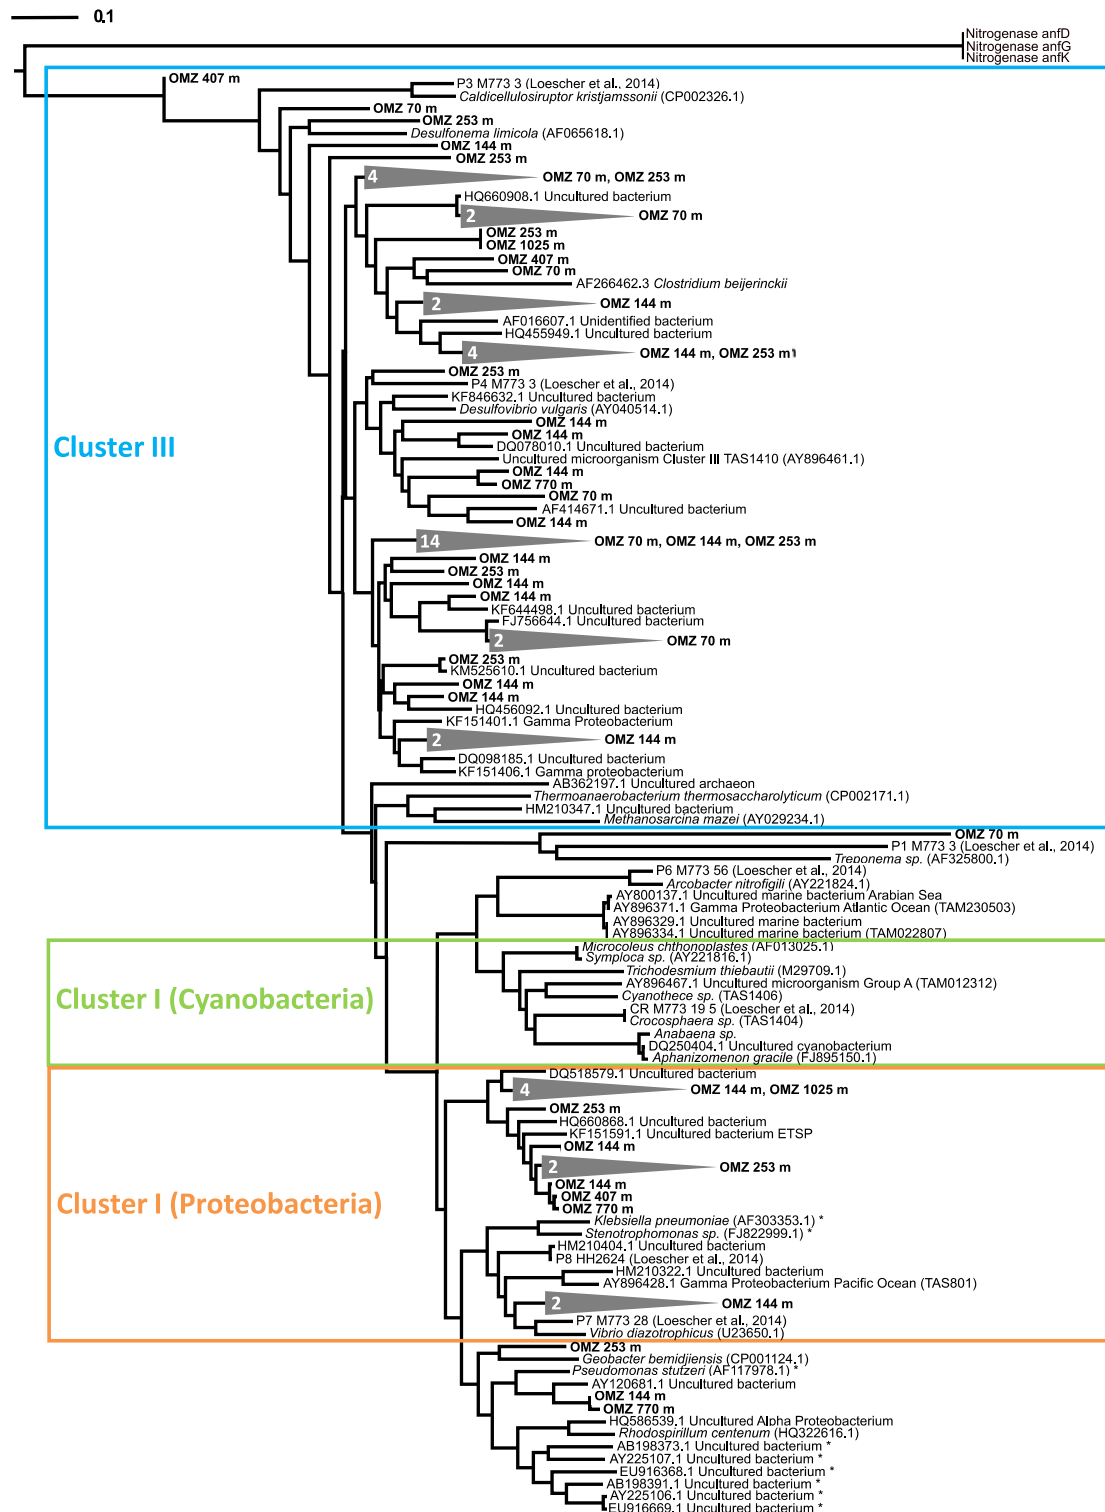 0.1
Nitrogenase anfD
Nitrogenase anfG
Nitrogenase anfK
OMZ 407 m
P3 M773 3 (Loescher et al., 2014)
Caldicellulosiruptor kristjamssonii (CP002326.1)
OMZ 70 m
OMZ 253 m
Desulfonema limicola (AF065618.1)
OMZ 144 m
OMZ 253 m
4 OMZ 70 m, OMZ 253 m
HQ660908.1 Uncultured bacterium
2 OMZ 70 m
OMZ 253 m
OMZ 1025 m
OMZ 407 m
OMZ 70 m
AF266462.3 Clostridium beijerinckii
2 OMZ 144 m
AF016607.1 Unidentified bacterium
HQ455949.1 Uncultured bacterium
4 OMZ 144 m, OMZ 253 m
OMZ 253 m
P4 M773 3 (Loescher et al., 2014)
KF846632.1 Uncultured bacterium
Desulfovibrio vulgaris (AY040514.1)
OMZ 144 m
OMZ 144 m
DQ078010.1 Uncultured bacterium
Cluster III
Uncultured microorganism Cluster III TAS1410 (AY896461.1)
OMZ 144 m
OMZ 770 m
OMZ 70 m
AF414671.1 Uncultured bacterium
OMZ 144 m
14 OMZ 70 m, OMZ 144 m, OMZ 253 m
OMZ 144 m
OMZ 253 m
OMZ 144 m
OMZ 144 m
KF644498.1 Uncultured bacterium
FJ756644.1 Uncultured bacterium
2 OMZ 70 m
OMZ 253 m
KM525610.1 Uncultured bacterium
OMZ 144 m
OMZ 144 m
HQ456092.1 Uncultured bacterium
KF151401.1 Gamma Proteobacterium
2 OMZ 144 m
DQ098185.1 Uncultured bacterium
KF151406.1 Gamma proteobacterium
AB362197.1 Uncultured archaeon
Thermoanaerobacterium thermosaccharolyticum (CP002171.1)
HM210347.1 Uncultured bacterium
Methanosarcina mazei (AY029234.1)
OMZ 70 m
P1 M773 3 (Loescher et al., 2014)
Treponema sp. (AF325800.1)
P6 M773 56 (Loescher et al., 2014)
Arcobacter nitrofigili (AY221824.1)
AY800137.1 Uncultured marine bacterium Arabian Sea
AY896371.1 Gamma Proteobacterium Atlantic Ocean (TAM230503)
AY896329.1 Uncultured marine bacterium
AY896334.1 Uncultured marine bacterium (TAM022807)
Microcoleus chthonoplastes (AF013025.1)
Symploca sp. (AY221816.1)
Trichodesmium thiebautii (M29709.1)
AY896467.1 Uncultured microorganism Group A (TAM012312)
Cyanothece sp. (TAS1406)
Cluster I (Cyanobacteria)
CR M773 19 5 (Loescher et al., 2014)
Crocosphaera sp. (TAS1404)
Anabaena sp.
DQ250404.1 Uncultured cyanobacterium
Aphanizomenon gracile (FJ895150.1)
DQ518579.1 Uncultured bacterium
4 OMZ 144 m, OMZ 1025 m
OMZ 253 m
HQ660868.1 Uncultured bacterium
KF151591.1 Uncultured bacterium ETSP
OMZ 144 m
2 OMZ 253 m
OMZ 144 m
OMZ 407 m
Cluster I (Proteobacteria)
OMZ 770 m
Klebsiella pneumoniae (AF303353.1) *
Stenotrophomonas sp. (FJ822999.1) *
HM210404.1 Uncultured bacterium
P8 HH2624 (Loescher et al., 2014)
HM210322.1 Uncultured bacterium
AY896428.1 Gamma Proteobacterium Pacific Ocean (TAS801)
2 OMZ 144 m
P7 M773 28 (Loescher et al., 2014)
Vibrio diazotrophicus (U23650.1)
OMZ 253 m
Geobacter bemidjiensis (CP001124.1)
Pseudomonas stutzeri (AF117978.1) *
AY120681.1 Uncultured bacterium
OMZ 144 m
OMZ 770 m
HQ586539.1 Uncultured Alpha Proteobacterium
Rhodospirillum centenum (HQ322616.1)
AB198373.1 Uncultured bacterium *
AY225107.1 Uncultured bacterium *
EU916368.1 Uncultured bacterium *
AB198391.1 Uncultured bacterium *
AY225106.1 Uncultured bacterium *
EU916669.1 Uncultured bacterium *